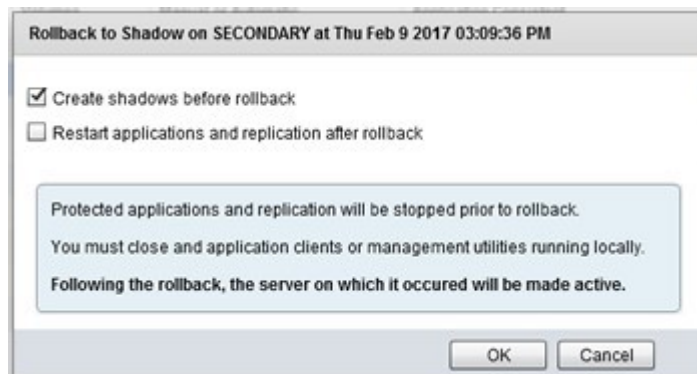 Rollback to Shadow on SECONDARY at Thu Feb 9 2017 03:09:36 PM
Create shadows before rollback
Restart applications and replication after rollback
Protected applications and replication will be stopped prior to rollback.
You must close and application clients or management utilities running locally.
Following the rollback, the server on which it occured will be made active.
OK
Cancel